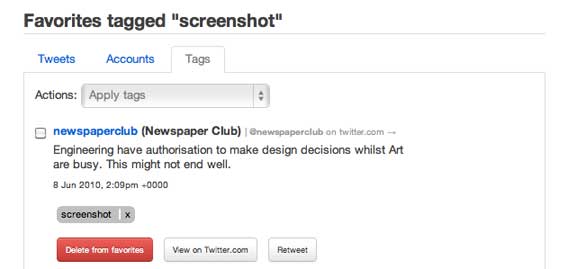 Favorites tagged "screenshot"
Tweets Accounts Tags
Actions: Apply tags
newspaperclub (Newspaper Club) | @newspaperclub on twitter.com →
Engineering have authorisation to make design decisions whilst Art
are busy. This might not end well.
8 Jun 2010, 2:09pm +0000
screenshot | x
Delete from favorites View on Twitter.com Retweet